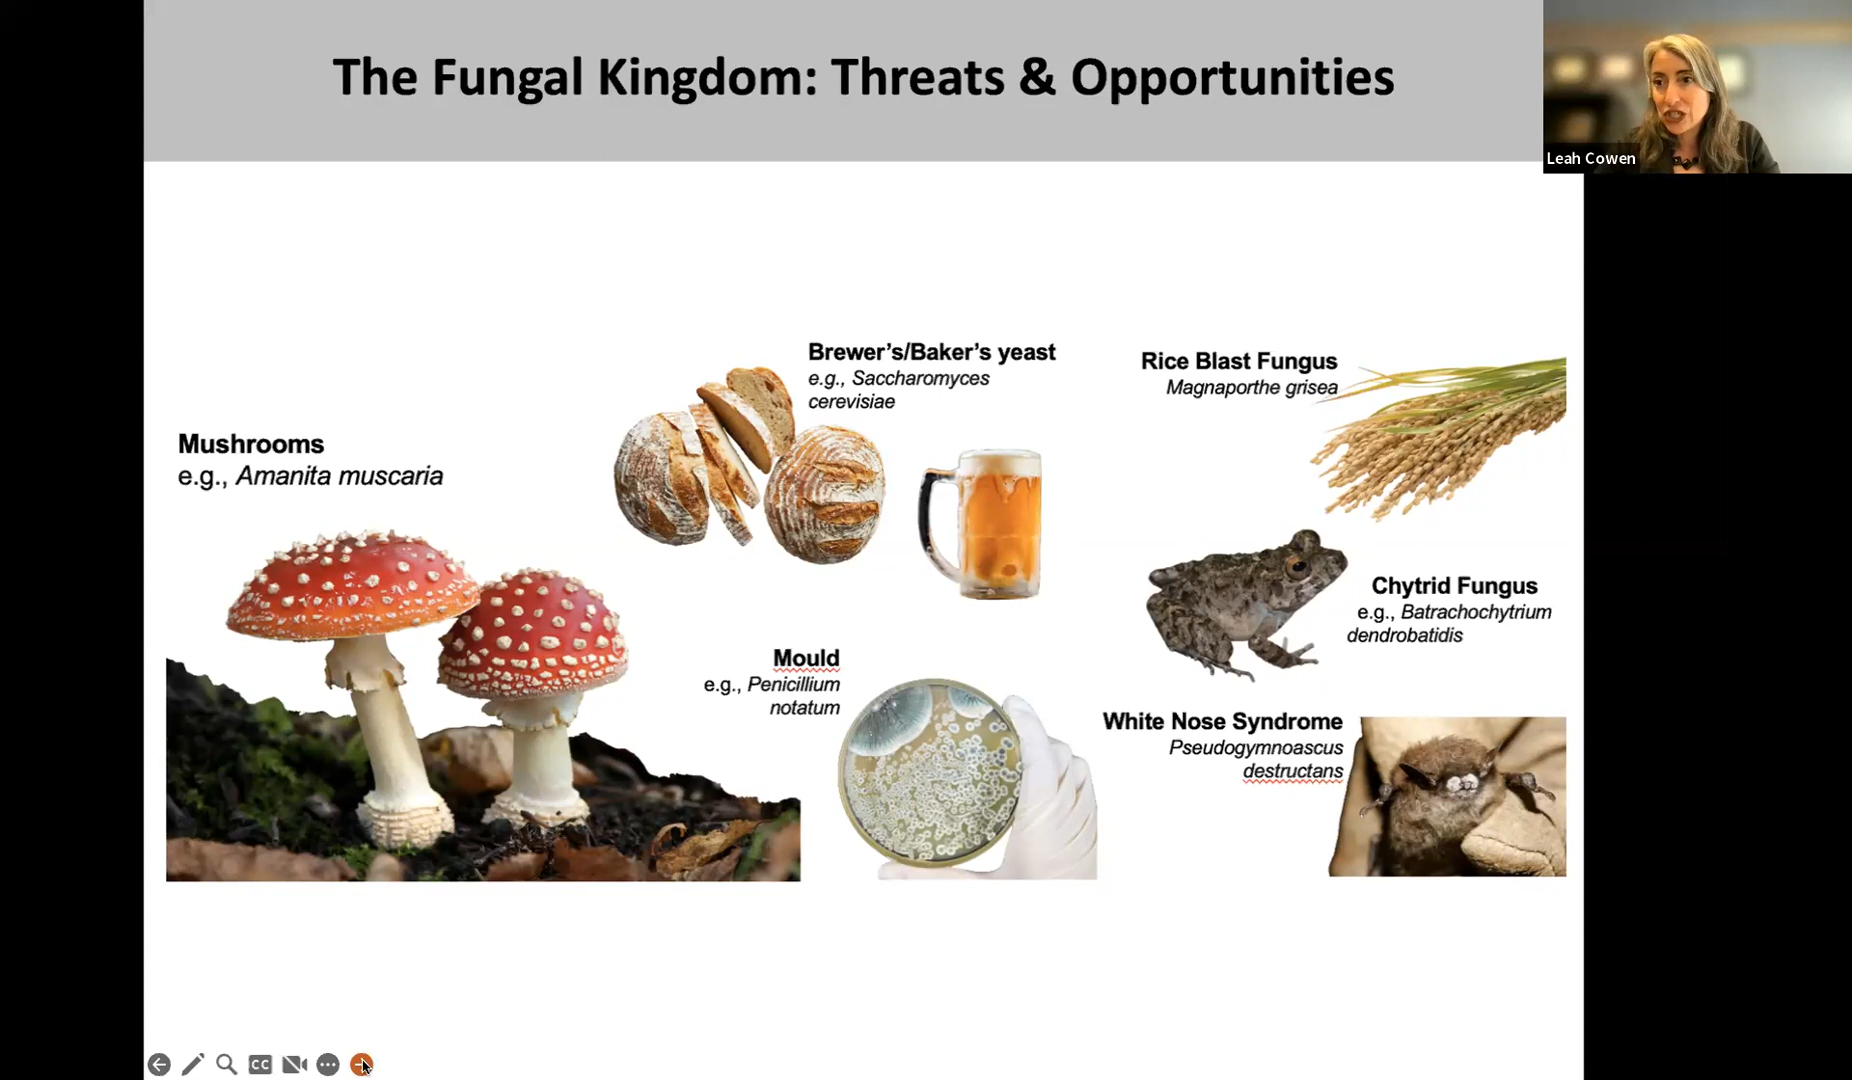 The Fungal Kingdom: Threats & Opportunities
Leah Cowen
Mushrooms
e.g., Amanita muscaria
Brewer's/Baker's yeast
e.g., Saccharomyces
cerevisiae
Mould
e.g., Penicillium
notatum
Rice Blast Fungus
Magnaporthe grisea
Chytrid Fungus
e.g., Batrachochytrium
dendrobatidis
White Nose Syndrome
Pseudogymnoascus
destructans
CC